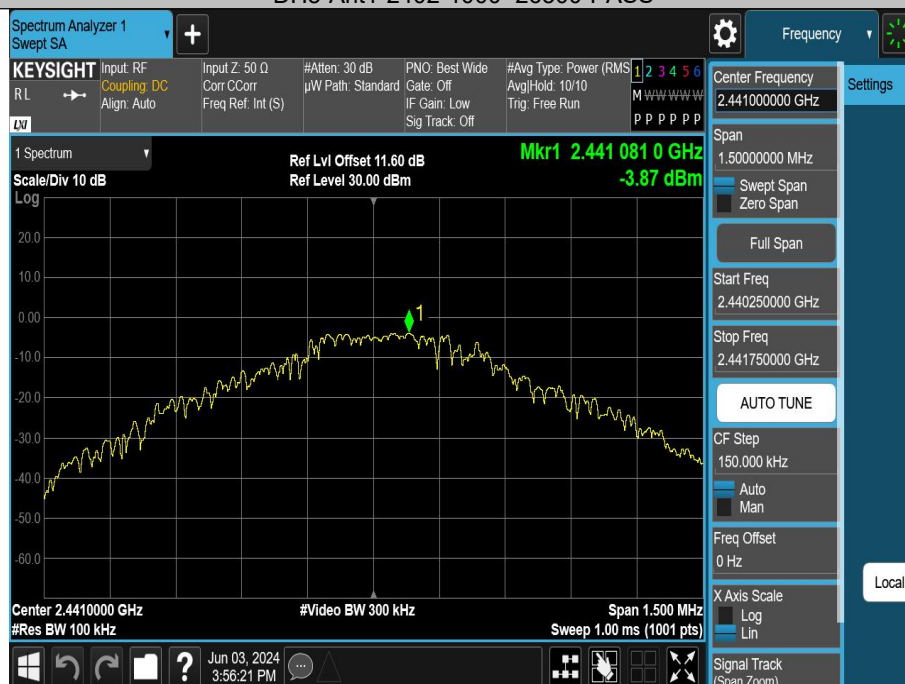 Spectrum Analyzer 1
Swept SA
+
Frequency
KEYSIGHT
RL
LXI
Input: RF
Coupling: DC
Align: Auto
Input Z: 50 Ω
Corr CCorr
Freq Ref: Int (S)
#Atten: 30 dB
µW Path: Standard
PNO: Best Wide
Gate: Off
IF Gain: Low
Sig Track: Off
#Avg Type: Power (RMS
Avg|Hold: 10/10
Trig: Free Run
1 2 3 4 5 6
M W W W W W
P P P P P P
Center Frequency
2.441000000 GHz
Settings
1 Spectrum
Scale/Div 10 dB
Log
Ref Lvl Offset 11.60 dB
Ref Level 30.00 dBm
Mkr1 2.441 081 0 GHz
-3.87 dBm
Span
1.50000000 MHz
Swept Span
Zero Span
Full Span
Start Freq
2.440250000 GHz
Stop Freq
2.441750000 GHz
AUTO TUNE
CF Step
150.000 kHz
Auto
Man
Freq Offset
0 Hz
X Axis Scale
Log
Lin
Signal Track
(Span Zoom)
Local
20.0
10.0
0.00
-10.0
-20.0
-30.0
-40.0
-50.0
-60.0
1
Center 2.4410000 GHz
#Res BW 100 kHz
#Video BW 300 kHz
Span 1.500 MHz
Sweep 1.00 ms (1001 pts)
?
Jun 03, 2024
3:56:21 PM